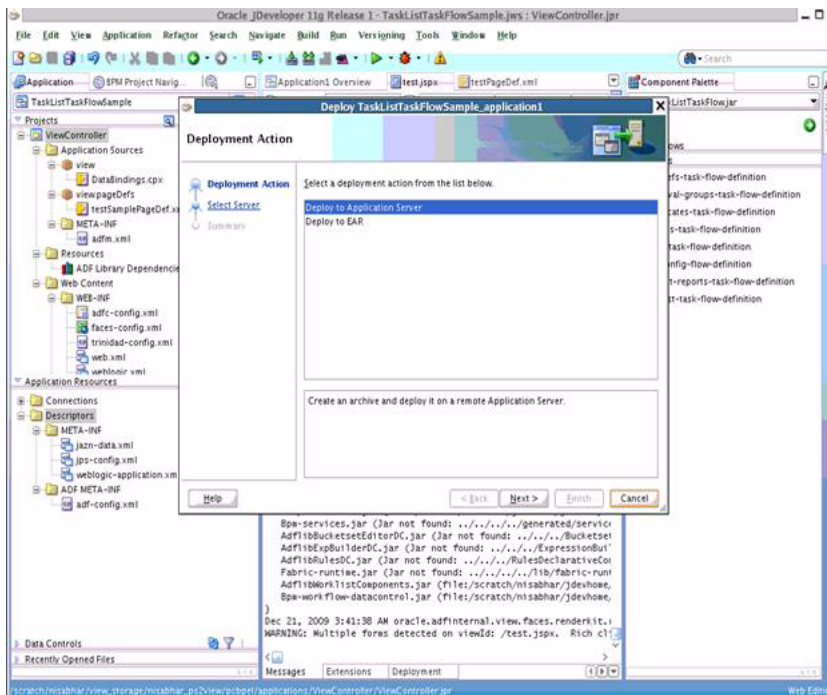 Oracle JDeveloper 11g Release 1 - TaskListTaskFlowSample.jws : ViewController.jpr
File Edit View Application Refactor Search Navigate Build Run Versioning Tools Window Help
Search
Application
BPM Project Navig...
Application1 Overview
test.jspx
testPageDef.xml
Component Palette
TaskListTaskFlowSample
Projects
ViewController
Application Sources
view
DataBindings.cpx
viewpageDefs
testSamplePageDef.x
META-INF
adfm.xml
Resources
ADF Library Dependencie
Web Content
WEB-INF
adfc-config.xml
faces-config.xml
trinidad-config.xml
web.xml
weblogic.xml
Application Resources
Connections
Descriptors
META-INF
jazn-data.xml
jps-config.xml
weblogic-application.xm
ADF META-INF
adf-config.xml
Data Controls
Recently Opened Files
Deploy TaskListTaskFlowSample_application1
Deployment Action
Deployment Action
Select Server
Summary
Select a deployment action from the list below.
Deploy to Application Server
Deploy to EAR
Create an archive and deploy it on a remote Application Server.
Help
< Back
Next >
Finish
Cancel
kListTaskFlow.jar
ows
efs-task-flow-definition
val-groups-task-flow-definition
cates-task-flow-definition
s-task-flow-definition
task-flow-definition
nfig-flow-definition
t-reports-task-flow-definition
st-task-flow-definition
Bpm-services.jar (Jar not found: ../../../../generated/service
AdflibBucketsetEditorDC.jar (Jar not found: ../../../Bucketset
AdflibExpBuilderDC.jar (Jar not found: ../../../ExpressionBui
AdflibRulesDC.jar (Jar not found: ../../../RulesDeclarativeCo
Fabric-runtime.jar (Jar not found: ../../../../lib/fabric-runt
AdflibWorklistComponents.jar (file:/scratch/nisabhar/jdevhome,
Bpm-workflow-datacontrol.jar (file:/scratch/nisabhar/jdevhome,
}
Dec 21, 2009 3:41:38 AM oracle.adfinternal.view.faces.renderkit.
WARNING: Multiple forms detected on viewId: /test.jspx. Rich cli
Messages
Extensions
Deployment
/scratch/nisabhar/view_storage/nisabhar_ps2view/pcbpel/applications/ViewController/ViewController.jpr
Web Edit